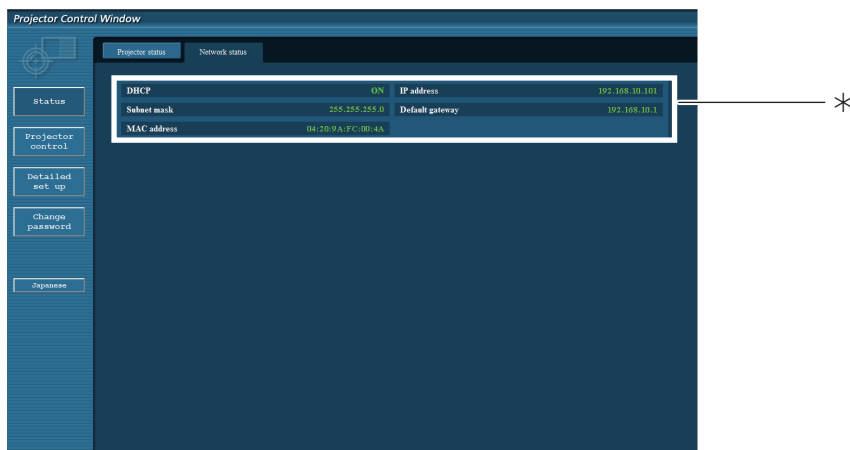 Projector Control Window
Projector status
Network status
Status
Projector
control
Detailed
set up
Change
password
Japanese
DHCP ON IP address 192.168.10.101
Subnet mask 255.255.255.0 Default gateway 192.168.10.1
MAC address 04:20:9A:FC:00:4A
*